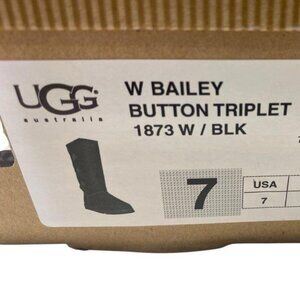 UGG
australia
W BAILEY
BUTTON TRIPLET
1873 W / BLK
7
USA
7